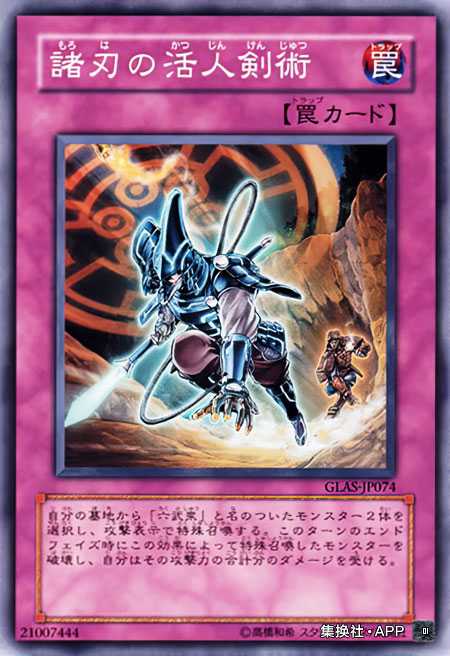 もろ は かつ じん けん じゅつ
諸刃の活人剣術
トラップ
罠
トラップ
【罠カード】
GLAS-JP074
自分の墓地から「六武衆」と名のついたモンスター2体を
選択し、攻撃表示で特殊召喚する。このターンのエンド
フェイズ時にこの効果によって特殊召喚したモンスターを
破壊し、自分はその攻撃力の合計分のダメージを受ける。
21007444
©高橋和希 スタ
集換社・APP
01